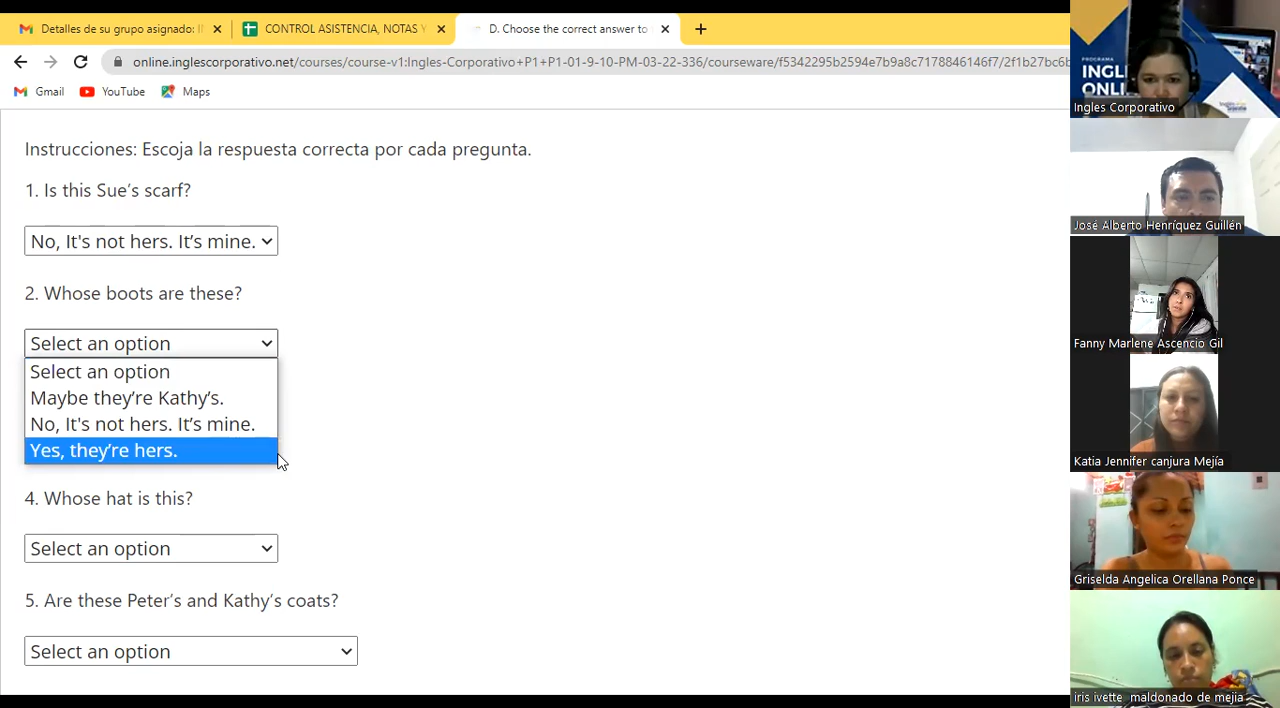 Detalles de su grupo asignado: I
CONTROL ASISTENCIA, NOTAS Y
D. Choose the correct answer to
online.inglescorporativo.net/courses/course-v1:Ingles-Corporativo+P1+P1-01-9-10-PM-03-22-336/courseware/f5342295b2594e7b9a8c7178846146f7/2f1b27bc6b
Gmail
YouTube
Maps
Instrucciones: Escoja la respuesta correcta por cada pregunta.
1. Is this Sue’s scarf?
No, It's not hers. It’s mine.
2. Whose boots are these?
Select an option
Select an option
Maybe they’re Kathy’s.
No, It's not hers. It’s mine.
Yes, they’re hers.
4. Whose hat is this?
Select an option
5. Are these Peter’s and Kathy’s coats?
Select an option
PROGRAMA
INGL
ONLI
Ingles Corporativo
José Alberto Henríquez Guillén
Fanny Marlene Ascencio Gil
Katia Jennifer canjura Mejía
Griselda Angelica Orellana Ponce
iris ivette maldonado de mejia